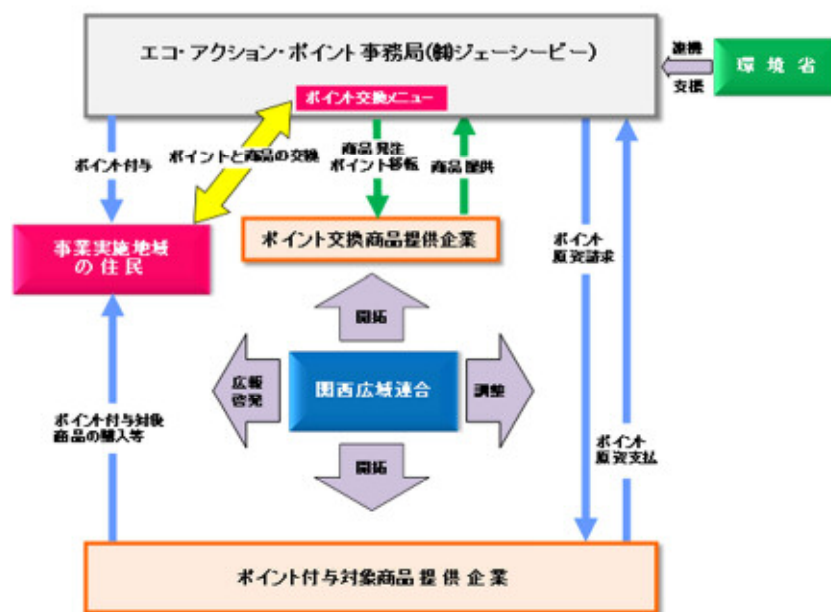 エコ・アクション・ポイント事務局(㈱ジェーシービー)
ポイント交換メニュー
連携
支援
環境省
ポイント付与
ポイントと商品の交換
商品発注
ポイント移転
商品提供
事業実施地域
の住民
ポイント交換商品提供企業
ポイント
原資請求
開拓
広報
啓発
関西広域連合
調整
ポイント付与対象
商品の購入等
開拓
ポイント
原資支払
ポイント付与対象商品提供企業